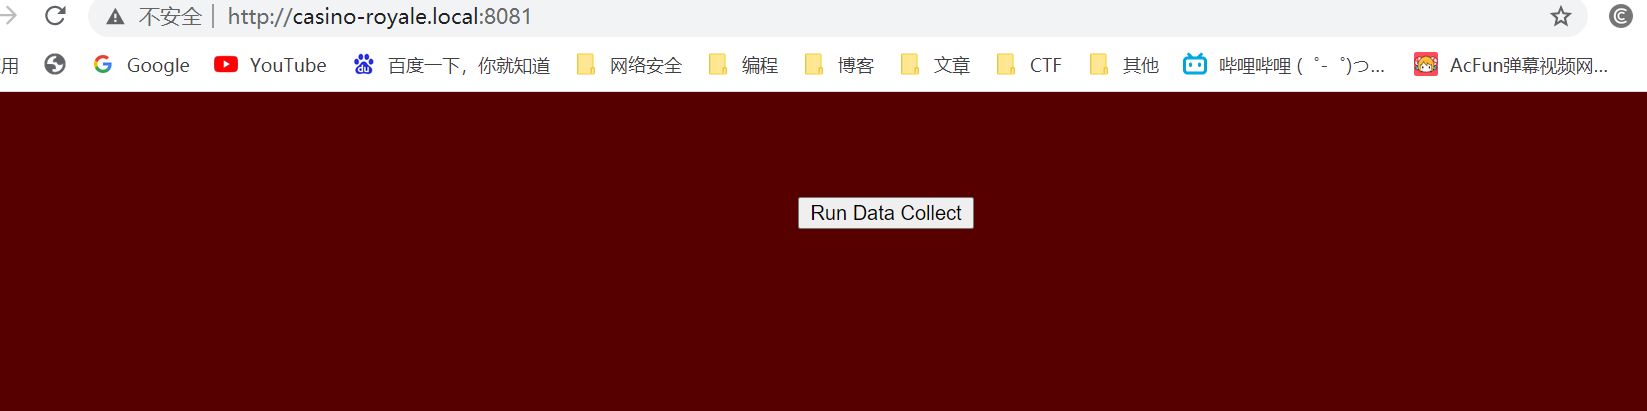 不安全 | http://casino-royale.local:8081
用 Google YouTube 百度一下，你就知道 网络安全 编程 博客 文章 CTF 其他 哔哩哔哩 ( ゜- ゜)つ... AcFun弹幕视频网...
Run Data Collect